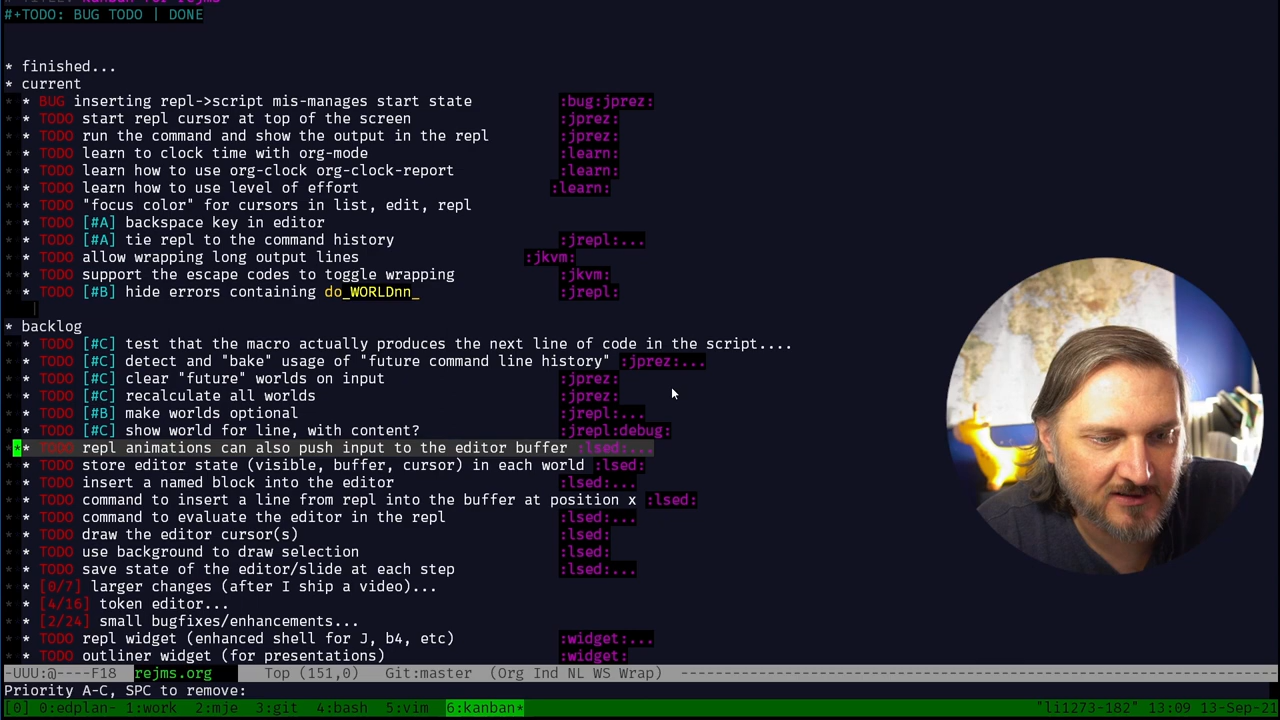 #+TODO: BUG TODO | DONE
* finished...
* current
* * BUG inserting repl->script mis-manages start state :bug:jprez:
* * TODO start repl cursor at top of the screen :jprez:
* * TODO run the command and show the output in the repl :jprez:
* * TODO learn to clock time with org-mode :learn:
* * TODO learn how to use org-clock org-clock-report :learn:
* * TODO learn how to use level of effort :learn:
* * TODO "focus color" for cursors in list, edit, repl
* * TODO [#A] backspace key in editor
* * TODO [#A] tie repl to the command history :jrepl:...
* * TODO allow wrapping long output lines :jkvm:
* * TODO support the escape codes to toggle wrapping :jkvm:
* * TODO [#B] hide errors containing do_WORLDnn_ :jrepl:
* backlog
* * TODO [#C] test that the macro actually produces the next line of code in the script....
* * TODO [#C] detect and "bake" usage of "future command line history" :jprez:...
* * TODO [#C] clear "future" worlds on input :jprez:
* * TODO [#C] recalculate all worlds :jprez:
* * TODO [#B] make worlds optional :jrepl:...
* * TODO [#C] show world for line, with content? :jrepl:debug:
* * TODO repl animations can also push input to the editor buffer :lsed:...
* * TODO store editor state (visible, buffer, cursor) in each world :lsed:
* * TODO insert a named block into the editor :lsed:...
* * TODO command to insert a line from repl into the buffer at position x :lsed:
* * TODO command to evaluate the editor in the repl :lsed:...
* * TODO draw the editor cursor(s) :lsed:
* * TODO use background to draw selection :lsed:
* * TODO save state of the editor/slide at each step :lsed:...
* * [0/7] larger changes (after I ship a video)...
* * [4/16] token editor...
* * [2/24] small bugfixes/enhancements...
* * TODO repl widget (enhanced shell for J, b4, etc) :widget:...
* * TODO outliner widget (for presentations) :widget:
-UUU:@----F18 rejms.org Top (151,0) Git:master (Org Ind NL WS Wrap) --------------------
Priority A-C, SPC to remove:
[0] 0:edplan- 1:work 2:mje 3:git 4:bash 5:vim 6:kanban* "li1273-182" 13:09 13-Sep-21